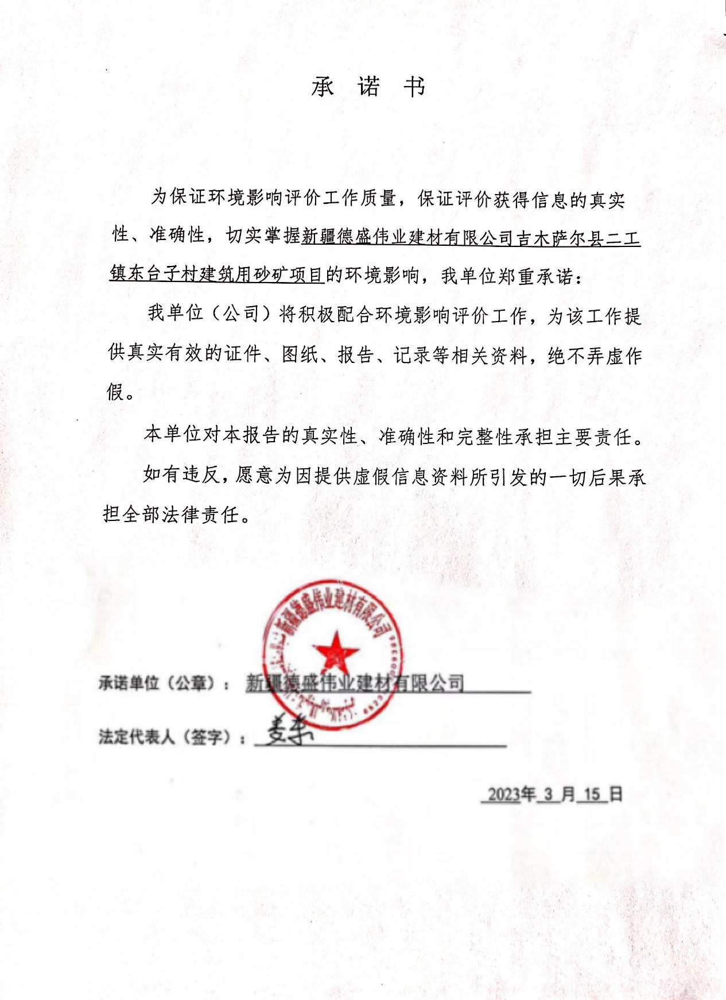 承诺书
为保证环境影响评价工作质量，保证评价获得信息的真实
性、准确性，切实掌握新疆德盛伟业建材有限公司吉木萨尔县二工
镇东台子村建筑用砂矿项目的环境影响，我单位郑重承诺：
我单位（公司）将积极配合环境影响评价工作，为该工作提
供真实有效的证件、图纸、报告、记录等相关资料，绝不弄虚作
假。
本单位对本报告的真实性、准确性和完整性承担主要责任。
如有违反，愿意为因提供虚假信息资料所引发的一切后果承
担全部法律责任。
新疆德盛伟业建材有限公司
承诺单位（公章）：新疆德盛伟业建材有限公司
法定代表人（签字）：姜东
2023年 3 月 15 日